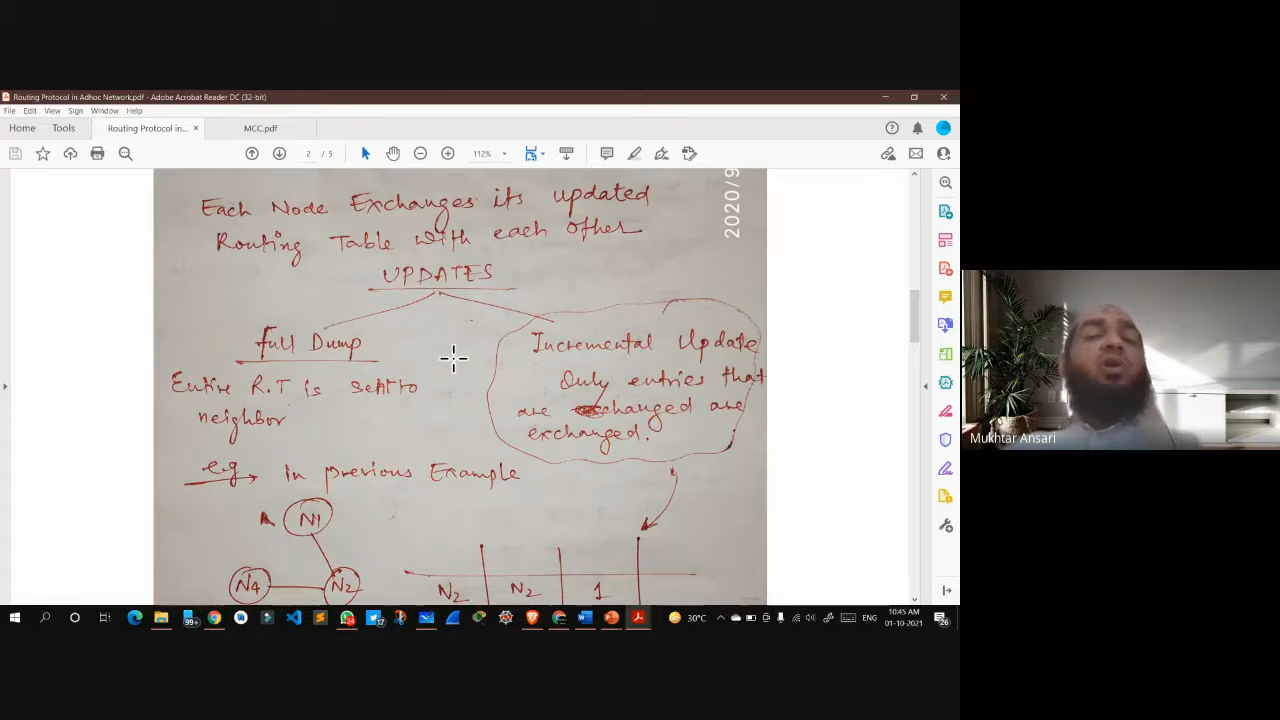 Routing Protocol in Adhoc Network.pdf - Adobe Acrobat Reader DC (32-bit)
File Edit View Sign Window Help
Home Tools Routing Protocol in... × MCC.pdf
2 / 5 112%
2020/9
Each Node Exchanges its updated
Routing Table with each other
UPDATES
Full Dump
Entire R.T is sent to
neighbor
Incremental Update
Only entries that
are changed are
exchanged.
e.g → in previous Example
N1
N4 N2
N2 N2 1
Mukhtar Ansari
99+ 17 30°C ENG 10:45 AM
01-10-2021 26